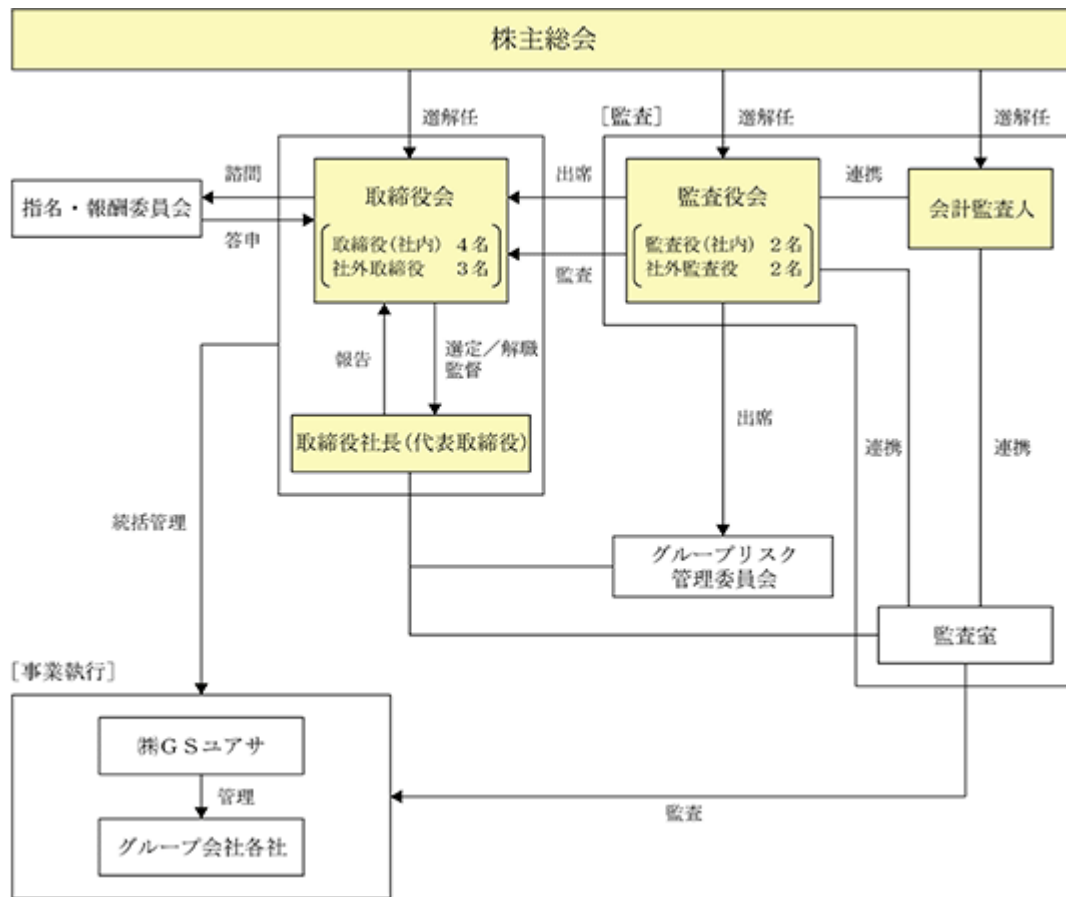 株主総会
選解任
[監査]
選解任
選解任
指名・報酬委員会
諮問
答申
取締役会
取締役(社内) 4名
社外取締役 3名
出席
監査
監査役会
監査役(社内) 2名
社外監査役 2名
連携
会計監査人
報告
選定／解職
監督
取締役社長(代表取締役)
出席
連携
連携
統括管理
グループリスク
管理委員会
監査室
[事業執行]
㈱ＧＳユアサ
管理
グループ会社各社
監査